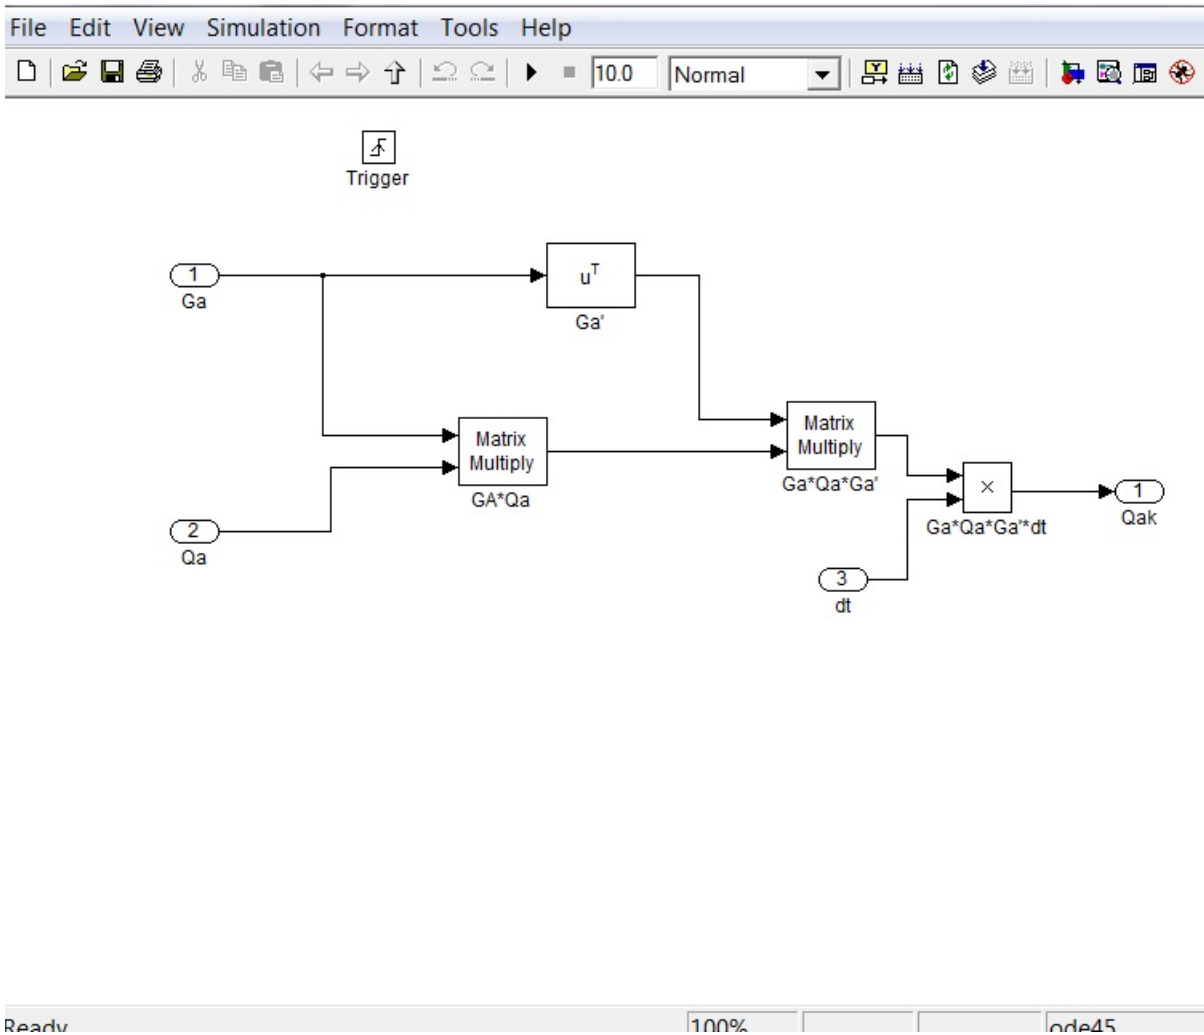 File Edit View Simulation Format Tools Help
10.0 Normal
Trigger
1
Ga
u^T
Ga'
Matrix
Multiply
GA*Qa
2
Qa
Matrix
Multiply
Ga*Qa*Ga'
×
Ga*Qa*Ga'*dt
1
Qak
3
dt
Ready 100% ode45